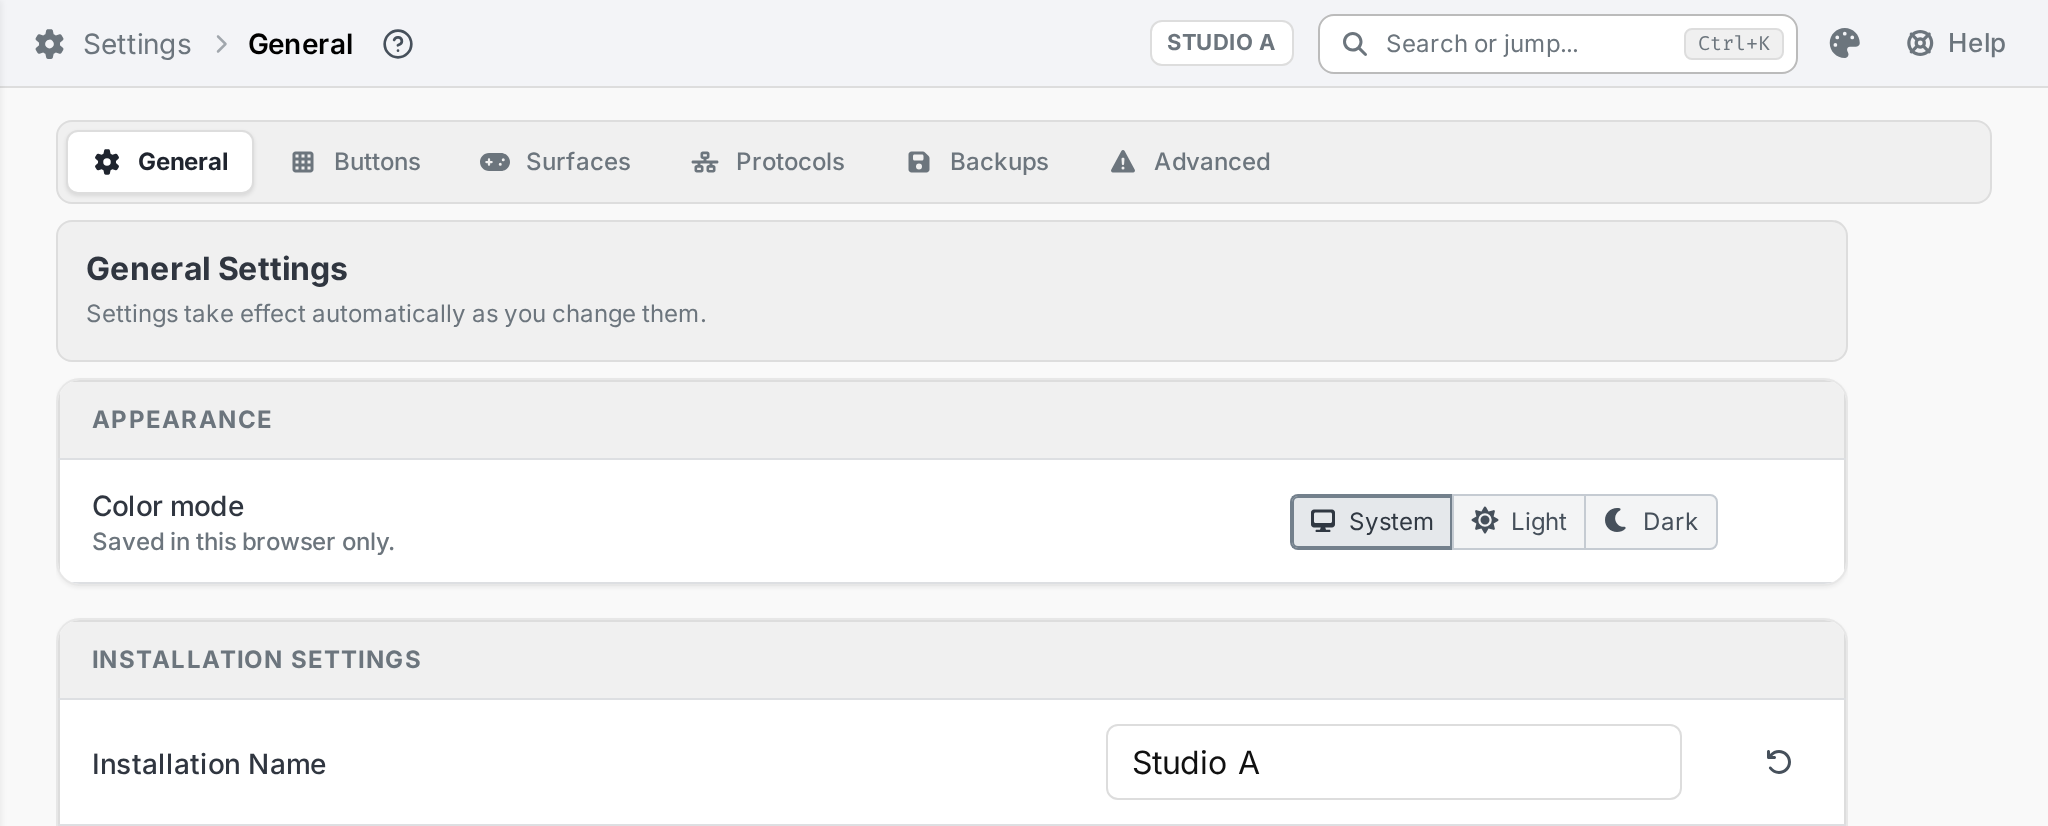 Settings > General
STUDIO A
Search or jump...
Ctrl+K
Help
General
Buttons
Surfaces
Protocols
Backups
Advanced
General Settings
Settings take effect automatically as you change them.
APPEARANCE
Color mode
Saved in this browser only.
System
Light
Dark
INSTALLATION SETTINGS
Installation Name
Studio A